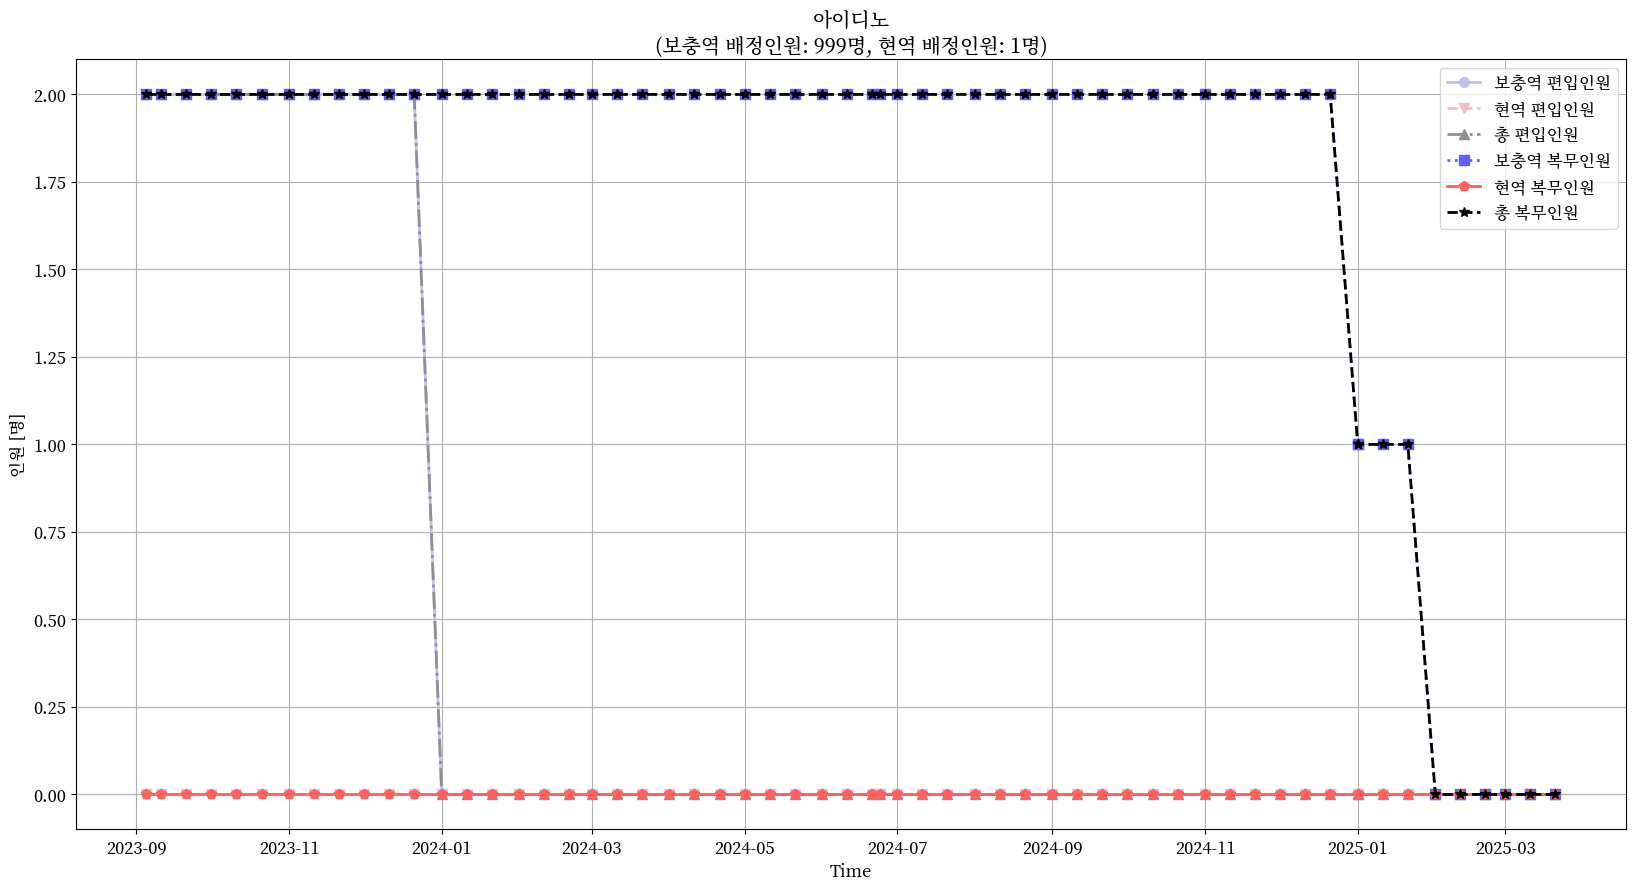 아이디노
(보충역 배정인원: 999명, 현역 배정인원: 1명)
보충역 편입인원
현역 편입인원
총 편입인원
보충역 복무인원
현역 복무인원
총 복무인원
인원 [명]
2.00
1.75
1.50
1.25
1.00
0.75
0.50
0.25
0.00
2023-09
2023-11
2024-01
2024-03
2024-05
2024-07
2024-09
2024-11
2025-01
2025-03
Time